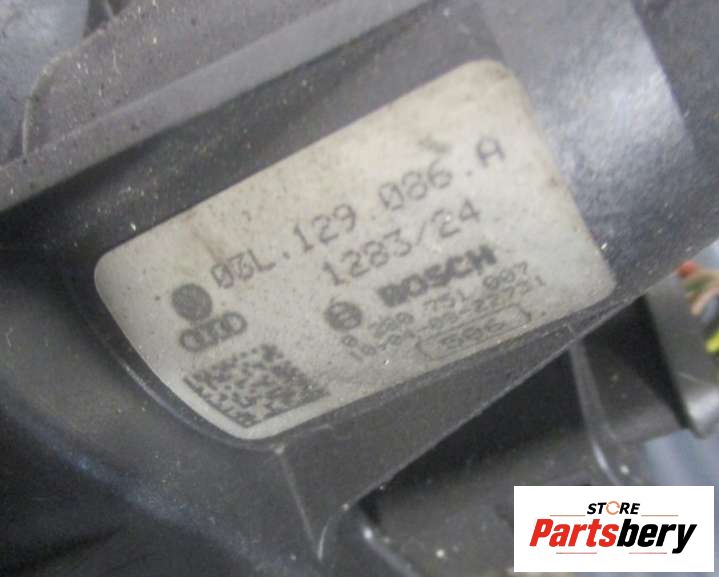 03L.129 086.A
1283/24
BOSCH
0 280 751 007
586
STORE
Partsbery